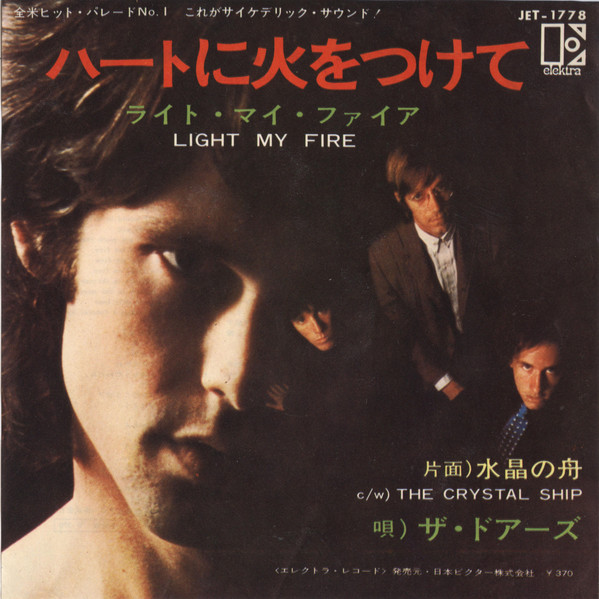 全米ヒット・パレードNo.1 これがサイケデリック・サウンド!
JET-1778
elektra
ハートに火をつけて
ライト・マイ・ファイア
LIGHT MY FIRE
片面)水晶の舟
c/w) THE CRYSTAL SHIP
唄)ザ・ドアーズ
〈エレクトラ・レコード〉発売元・日本ビクター株式会社 ¥370